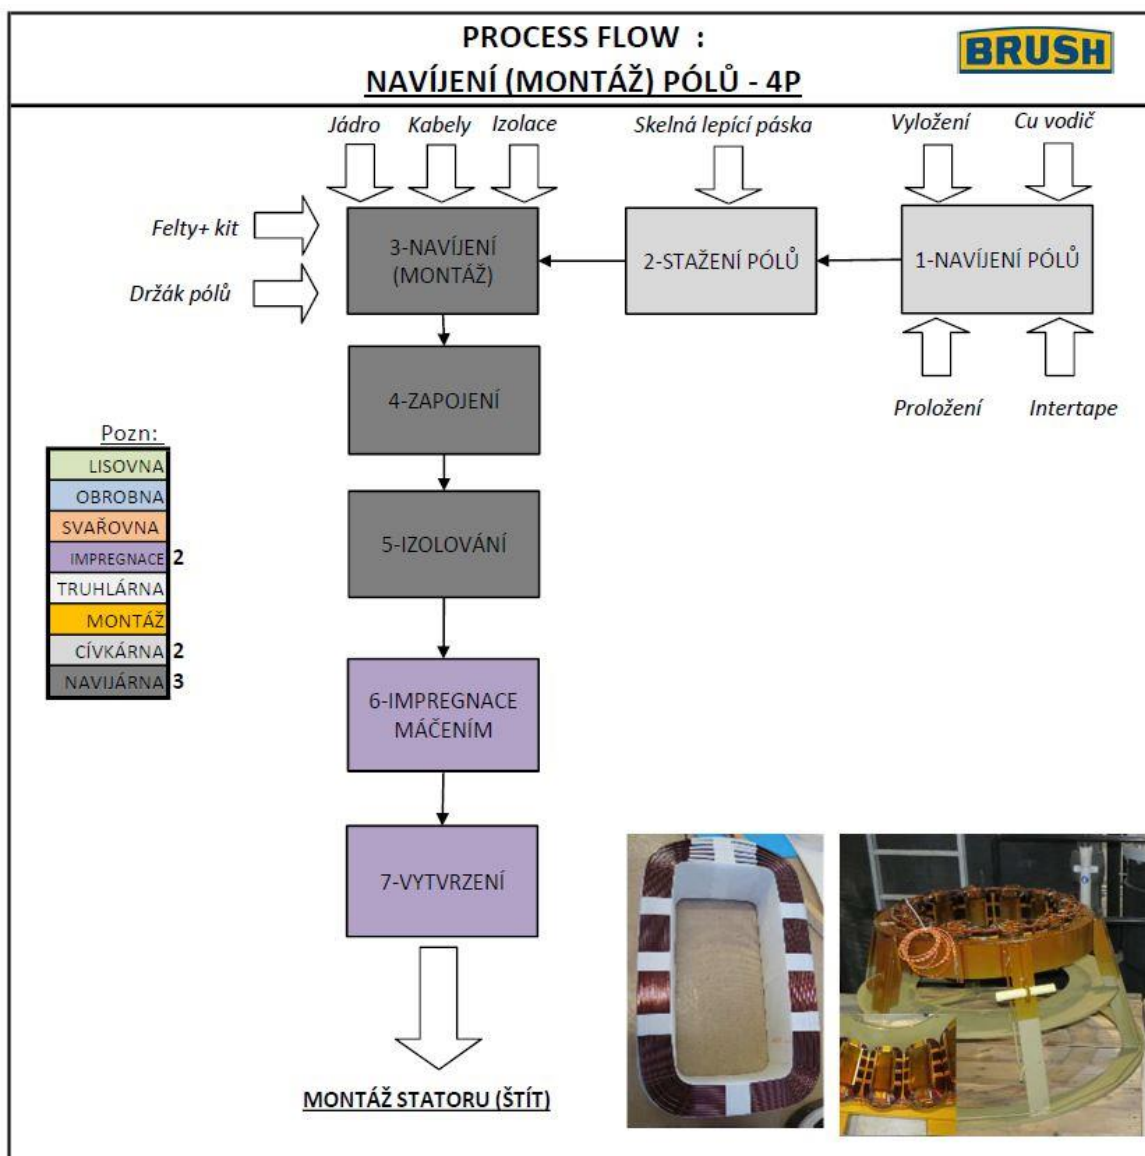 PROCESS FLOW :
NAVÍJENÍ (MONTÁŽ) PÓLŮ - 4P
BRUSH
Jádro
Kabely
Izolace
Skelná lepící páska
Vyložení
Cu vodič
Felty+ kit
Držák pólů
3-NAVÍJENÍ
(MONTÁŽ)
2-STAŽENÍ PÓLŮ
1-NAVÍJENÍ PÓLŮ
Proložení
Intertape
4-ZAPOJENÍ
5-IZOLOVÁNÍ
Pozn:
LISOVNA
OBROBNA
SVAŘOVNA
IMPREGNACE 2
TRUHLÁRNA
MONTÁŽ
CÍVKÁRNA 2
NAVIJÁRNA 3
6-IMPREGNACE
MÁČENÍM
7-VYTVRZENÍ
MONTÁŽ STATORU (ŠTÍT)